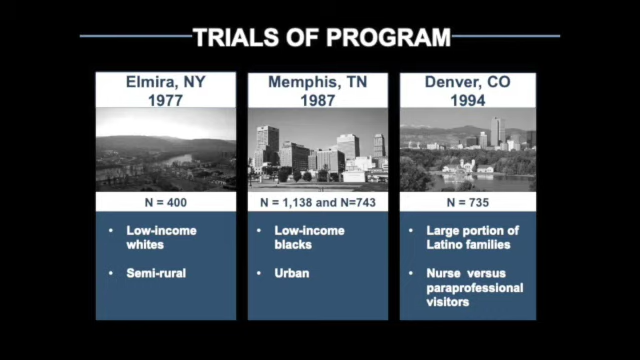 TRIALS OF PROGRAM
Elmira, NY
1977
N = 400
• Low-income
whites
• Semi-rural
Memphis, TN
1987
N = 1,138 and N=743
• Low-income
blacks
• Urban
Denver, CO
1994
N = 735
• Large portion of
Latino families
• Nurse versus
paraprofessional
visitors